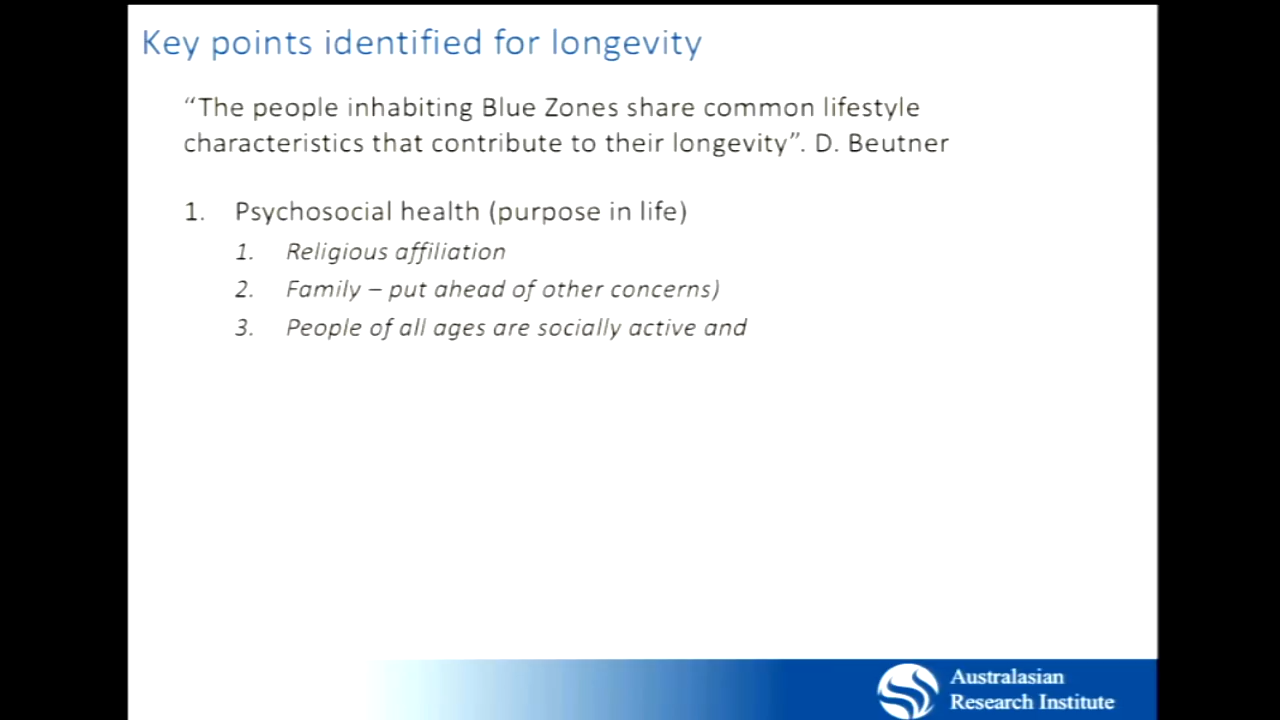 Key points identified for longevity
“The people inhabiting Blue Zones share common lifestyle
characteristics that contribute to their longevity”. D. Beutner
1. Psychosocial health (purpose in life)
1. Religious affiliation
2. Family – put ahead of other concerns)
3. People of all ages are socially active and
Australasian
Research Institute